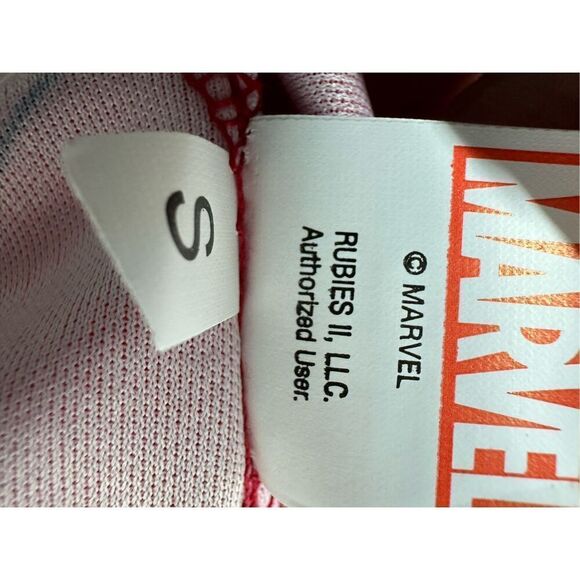 S
MARVEL
© MARVEL
RUBIES II, LLC.
Authorized User.